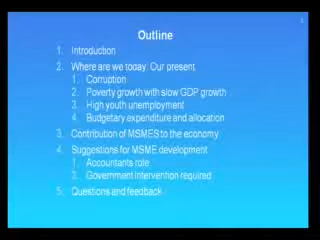 Outline
1. Introduction
2. Where are we today: Our present
1. Corruption
2. Poverty growth with slow GDP growth
3. High youth unemployment
4. Budgetary expenditure and allocation
3. Contribution of MSMES to the economy
4. Suggestions for MSME development
1. Accountants role
2. Government intervention required
5. Questions and feedback